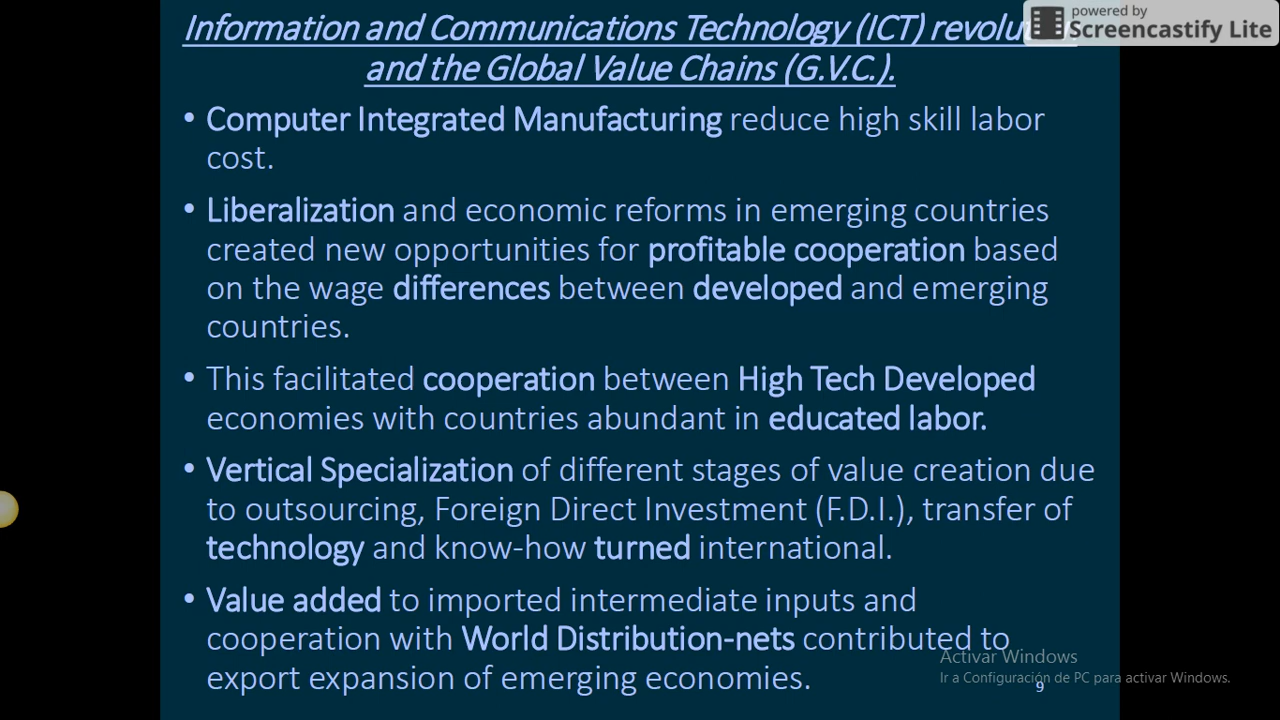 Information and Communications Technology (ICT) revolu
powered by
Screencastify Lite
and the Global Value Chains (G.V.C.).
• Computer Integrated Manufacturing reduce high skill labor
cost.
• Liberalization and economic reforms in emerging countries
created new opportunities for profitable cooperation based
on the wage differences between developed and emerging
countries.
• This facilitated cooperation between High Tech Developed
economies with countries abundant in educated labor.
• Vertical Specialization of different stages of value creation due
to outsourcing, Foreign Direct Investment (F.D.I.), transfer of
technology and know-how turned international.
• Value added to imported intermediate inputs and
cooperation with World Distribution-nets contributed to
export expansion of emerging economies.
Activar Windows
Ir a Configuración de PC para activar Windows.
9